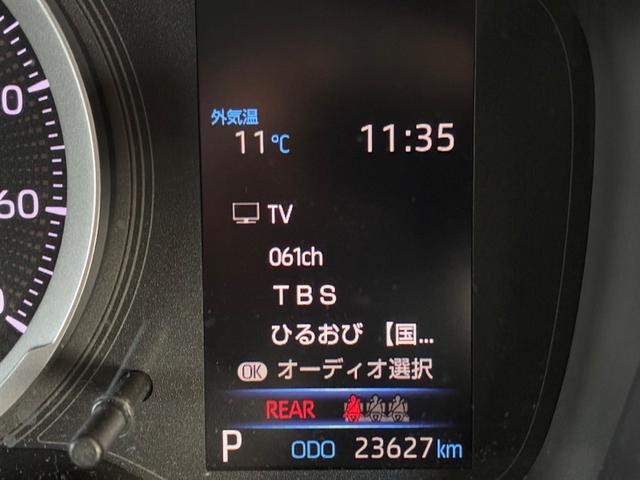 外気温
11℃ 11:35
TV
061ch
TBS
ひるおび 【国...
OK オーディオ選択
REAR
P ODO 23627km
60